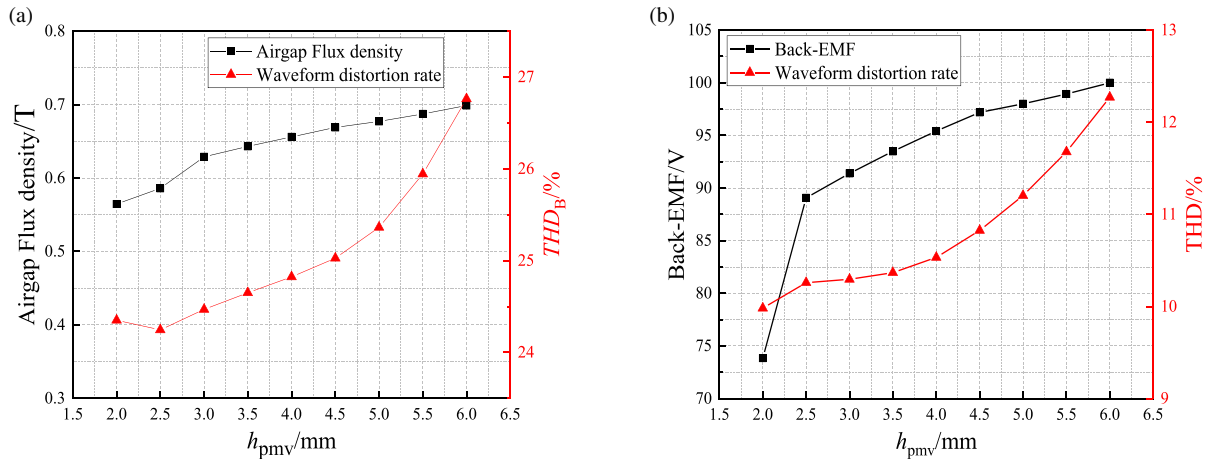 (a)
Airgap Flux density
Waveform distortion rate
Airgap Flux density/T
0.8
0.7
0.6
0.5
0.4
0.3
1.5 2.0 2.5 3.0 3.5 4.0 4.5 5.0 5.5 6.0 6.5
h_pmv/mm
27
26
25
24
THD_B/%
(b)
Back-EMF
Waveform distortion rate
Back-EMF/V
105
100
95
90
85
80
75
70
1.5 2.0 2.5 3.0 3.5 4.0 4.5 5.0 5.5 6.0 6.5
h_pmv/mm
13
12
11
10
9
THD/%